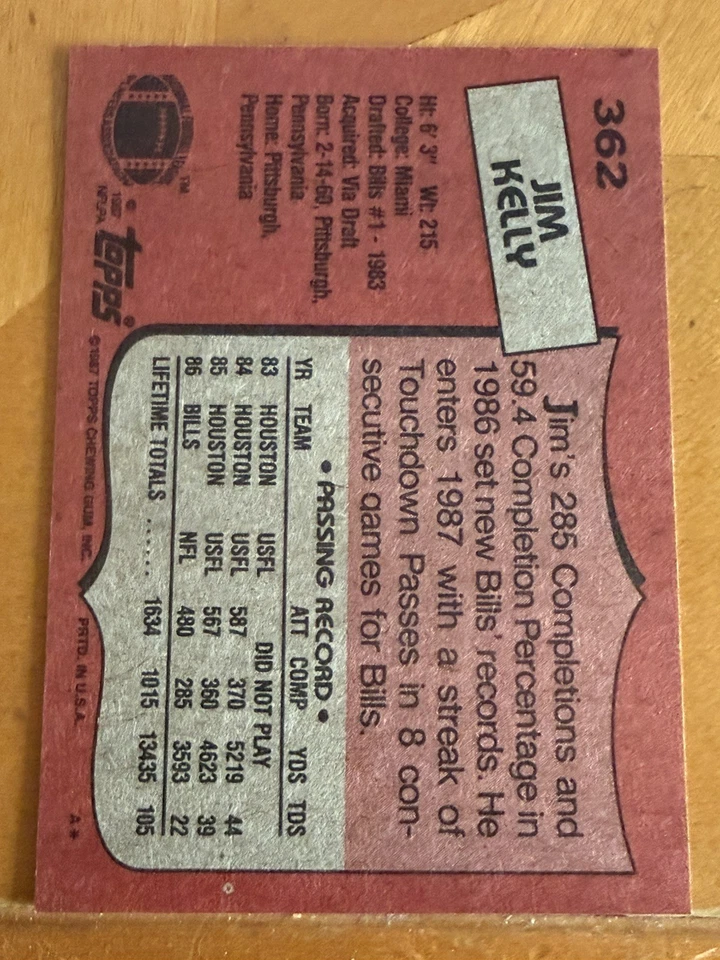 362
JIM
KELLY
Ht: 6' 3" Wt: 215
College: Miami
Drafted: Bills #1 - 1983
Acquired: Via Draft
Born: 2-14-60, Pittsburgh,
Pennsylvania
Home: Pittsburgh,
Pennsylvania
TM
©
1987
NFLPA
topps®
Jim's 285 Completions and
59.4 Completion Percentage in
1986 set new Bills' records. He
enters 1987 with a streak of
Touchdown Passes in 8 con-
secutive games for Bills.
• PASSING RECORD •
YR TEAM ATT COMP YDS TDS
83 HOUSTON USFL DID NOT PLAY
84 HOUSTON USFL 587 370 5219 44
85 HOUSTON USFL 567 360 4623 39
86 BILLS NFL 480 285 3593 22
LIFETIME TOTALS ....... 1634 1015 13435 105
©1987 TOPPS CHEWING GUM, INC. PRTD. IN U.S.A. A*